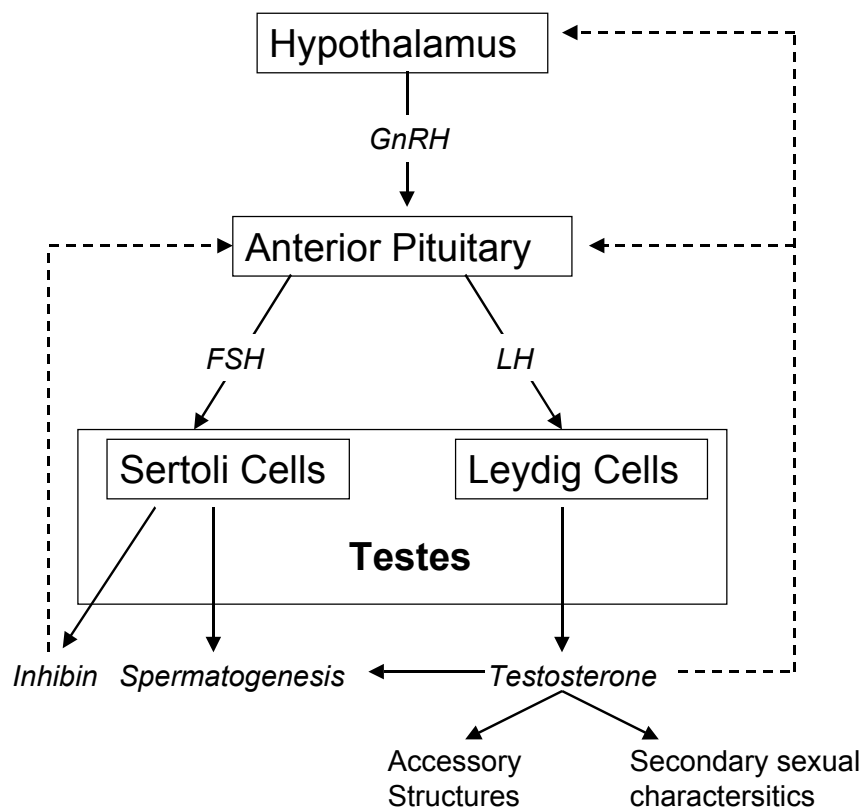 Hypothalamus
GnRH
Anterior Pituitary
FSH
LH
Sertoli Cells
Leydig Cells
Testes
Inhibin
Spermatogenesis
Testosterone
Accessory
Structures
Secondary sexual
charactersitics